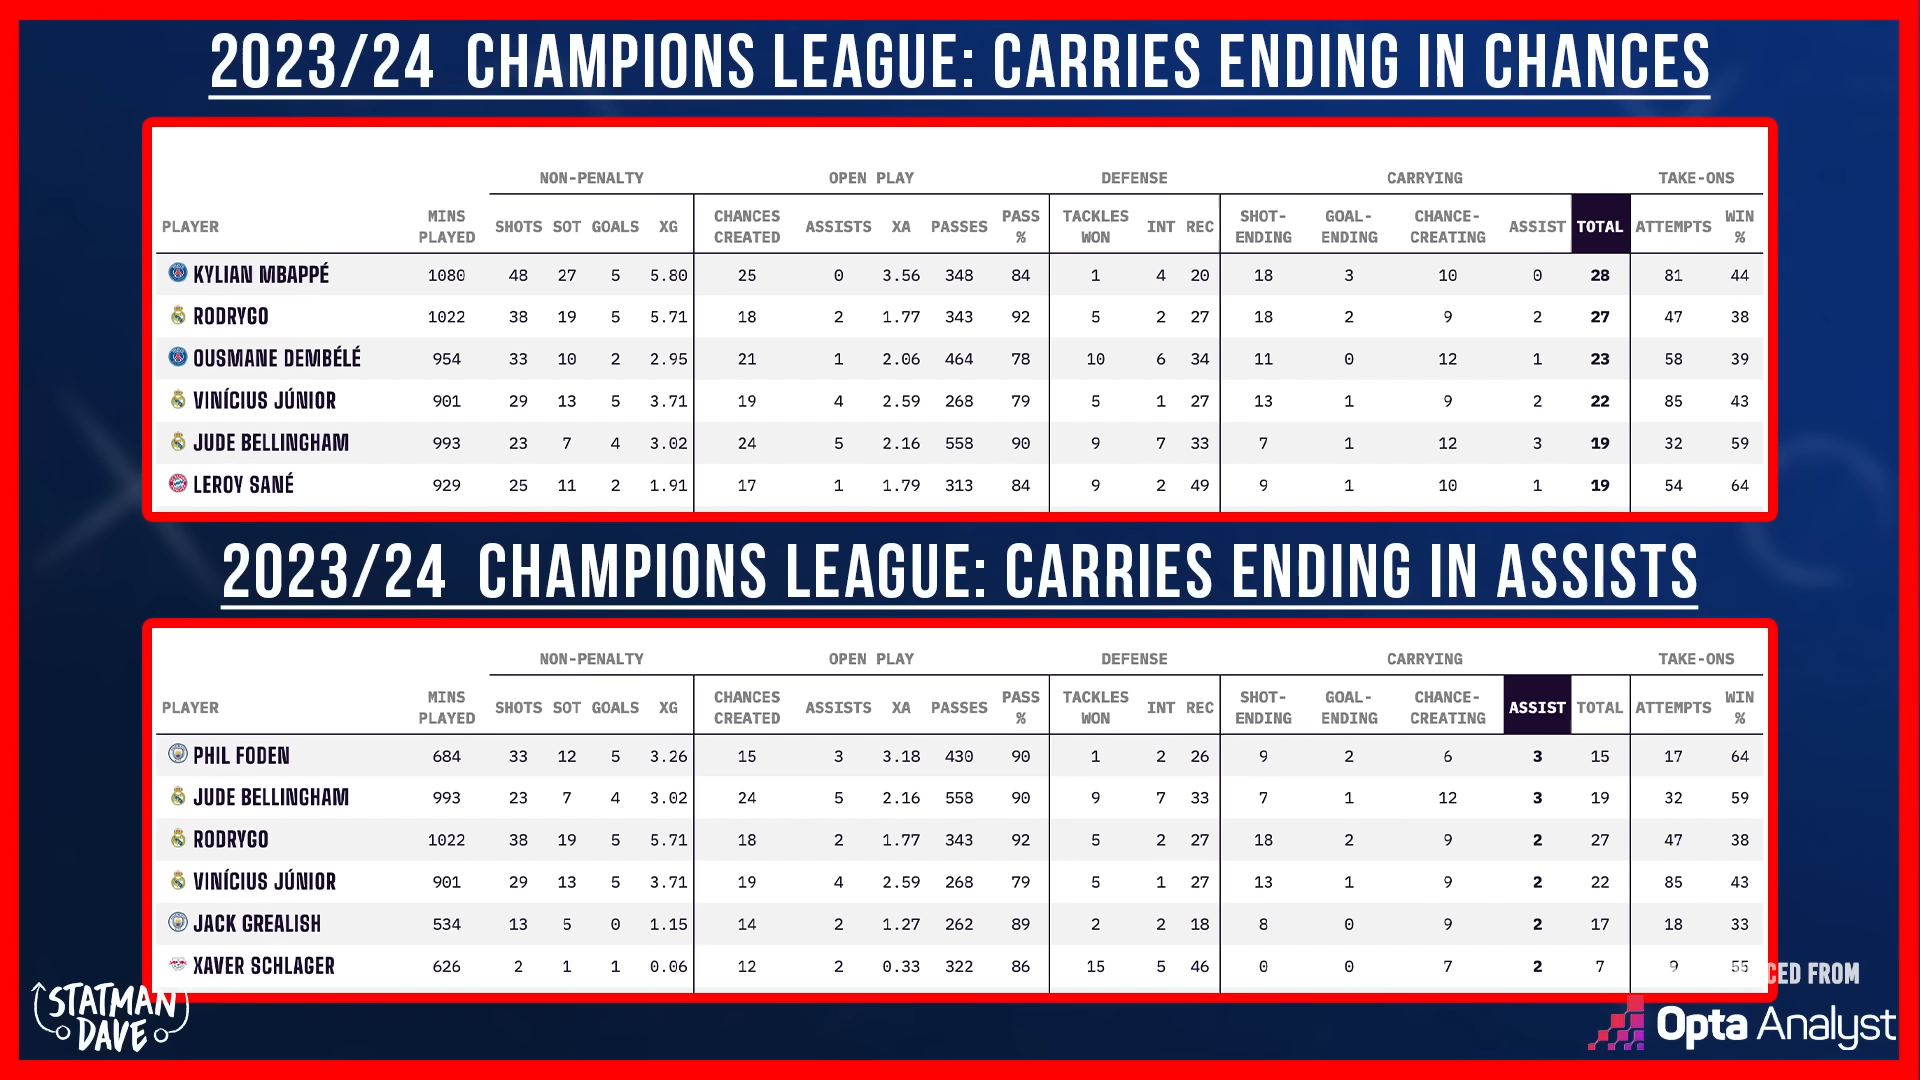 2023/24 CHAMPIONS LEAGUE: CARRIES ENDING IN CHANCES
NON-PENALTY OPEN PLAY DEFENSE CARRYING TAKE-ONS
PLAYER MINS PLAYED SHOTS SOT GOALS XG CHANCES CREATED ASSISTS XA PASSES PASS % TACKLES WON INT REC SHOT-ENDING GOAL-ENDING CHANCE-CREATING ASSIST TOTAL ATTEMPTS WIN %
KYLIAN MBAPPÉ 1080 48 27 5 5.80 25 0 3.56 348 84 1 4 20 18 3 10 0 28 81 44
RODRYGO 1022 38 19 5 5.71 18 2 1.77 343 92 5 2 27 18 2 9 2 27 47 38
OUSMANE DEMBÉLÉ 954 33 10 2 2.95 21 1 2.06 464 78 10 6 34 11 0 12 1 23 58 39
VINÍCIUS JÚNIOR 901 29 13 5 3.71 19 4 2.59 268 79 5 1 27 13 1 9 2 22 85 43
JUDE BELLINGHAM 993 23 7 4 3.02 24 5 2.16 558 90 9 7 33 7 1 12 3 19 32 59
LEROY SANÉ 929 25 11 2 1.91 17 1 1.79 313 84 9 2 49 9 1 10 1 19 54 64
2023/24 CHAMPIONS LEAGUE: CARRIES ENDING IN ASSISTS
NON-PENALTY OPEN PLAY DEFENSE CARRYING TAKE-ONS
PLAYER MINS PLAYED SHOTS SOT GOALS XG CHANCES CREATED ASSISTS XA PASSES PASS % TACKLES WON INT REC SHOT-ENDING GOAL-ENDING CHANCE-CREATING ASSIST TOTAL ATTEMPTS WIN %
PHIL FODEN 684 33 12 5 3.26 15 3 3.18 430 90 1 2 26 9 2 6 3 15 17 64
JUDE BELLINGHAM 993 23 7 4 3.02 24 5 2.16 558 90 9 7 33 7 1 12 3 19 32 59
RODRYGO 1022 38 19 5 5.71 18 2 1.77 343 92 5 2 27 18 2 9 2 27 47 38
VINÍCIUS JÚNIOR 901 29 13 5 3.71 19 4 2.59 268 79 5 1 27 13 1 9 2 22 85 43
JACK GREALISH 534 13 5 0 1.15 14 2 1.27 262 89 2 2 18 8 0 9 2 17 18 33
XAVER SCHLAGER 626 2 1 1 0.06 12 2 0.33 322 86 15 5 46 0 0 7 2 7 9 55
FROM
STATMAN
DAVE
Opta Analyst